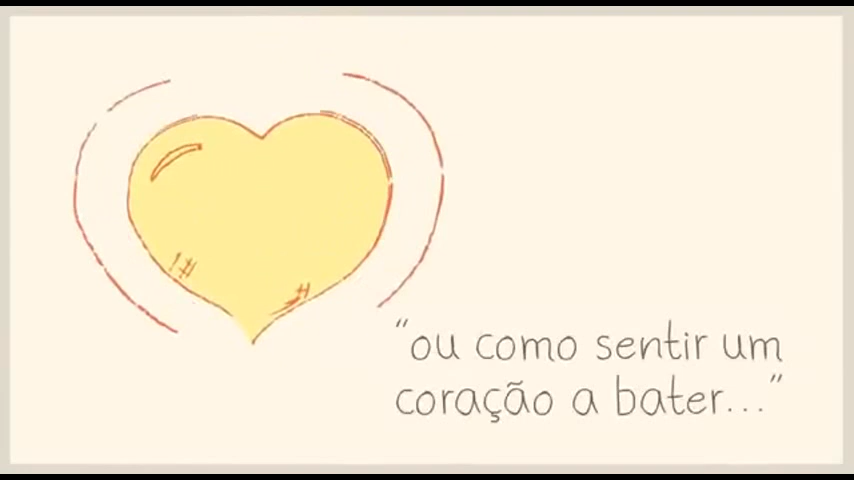 “ou como sentir um
coração a bater...”